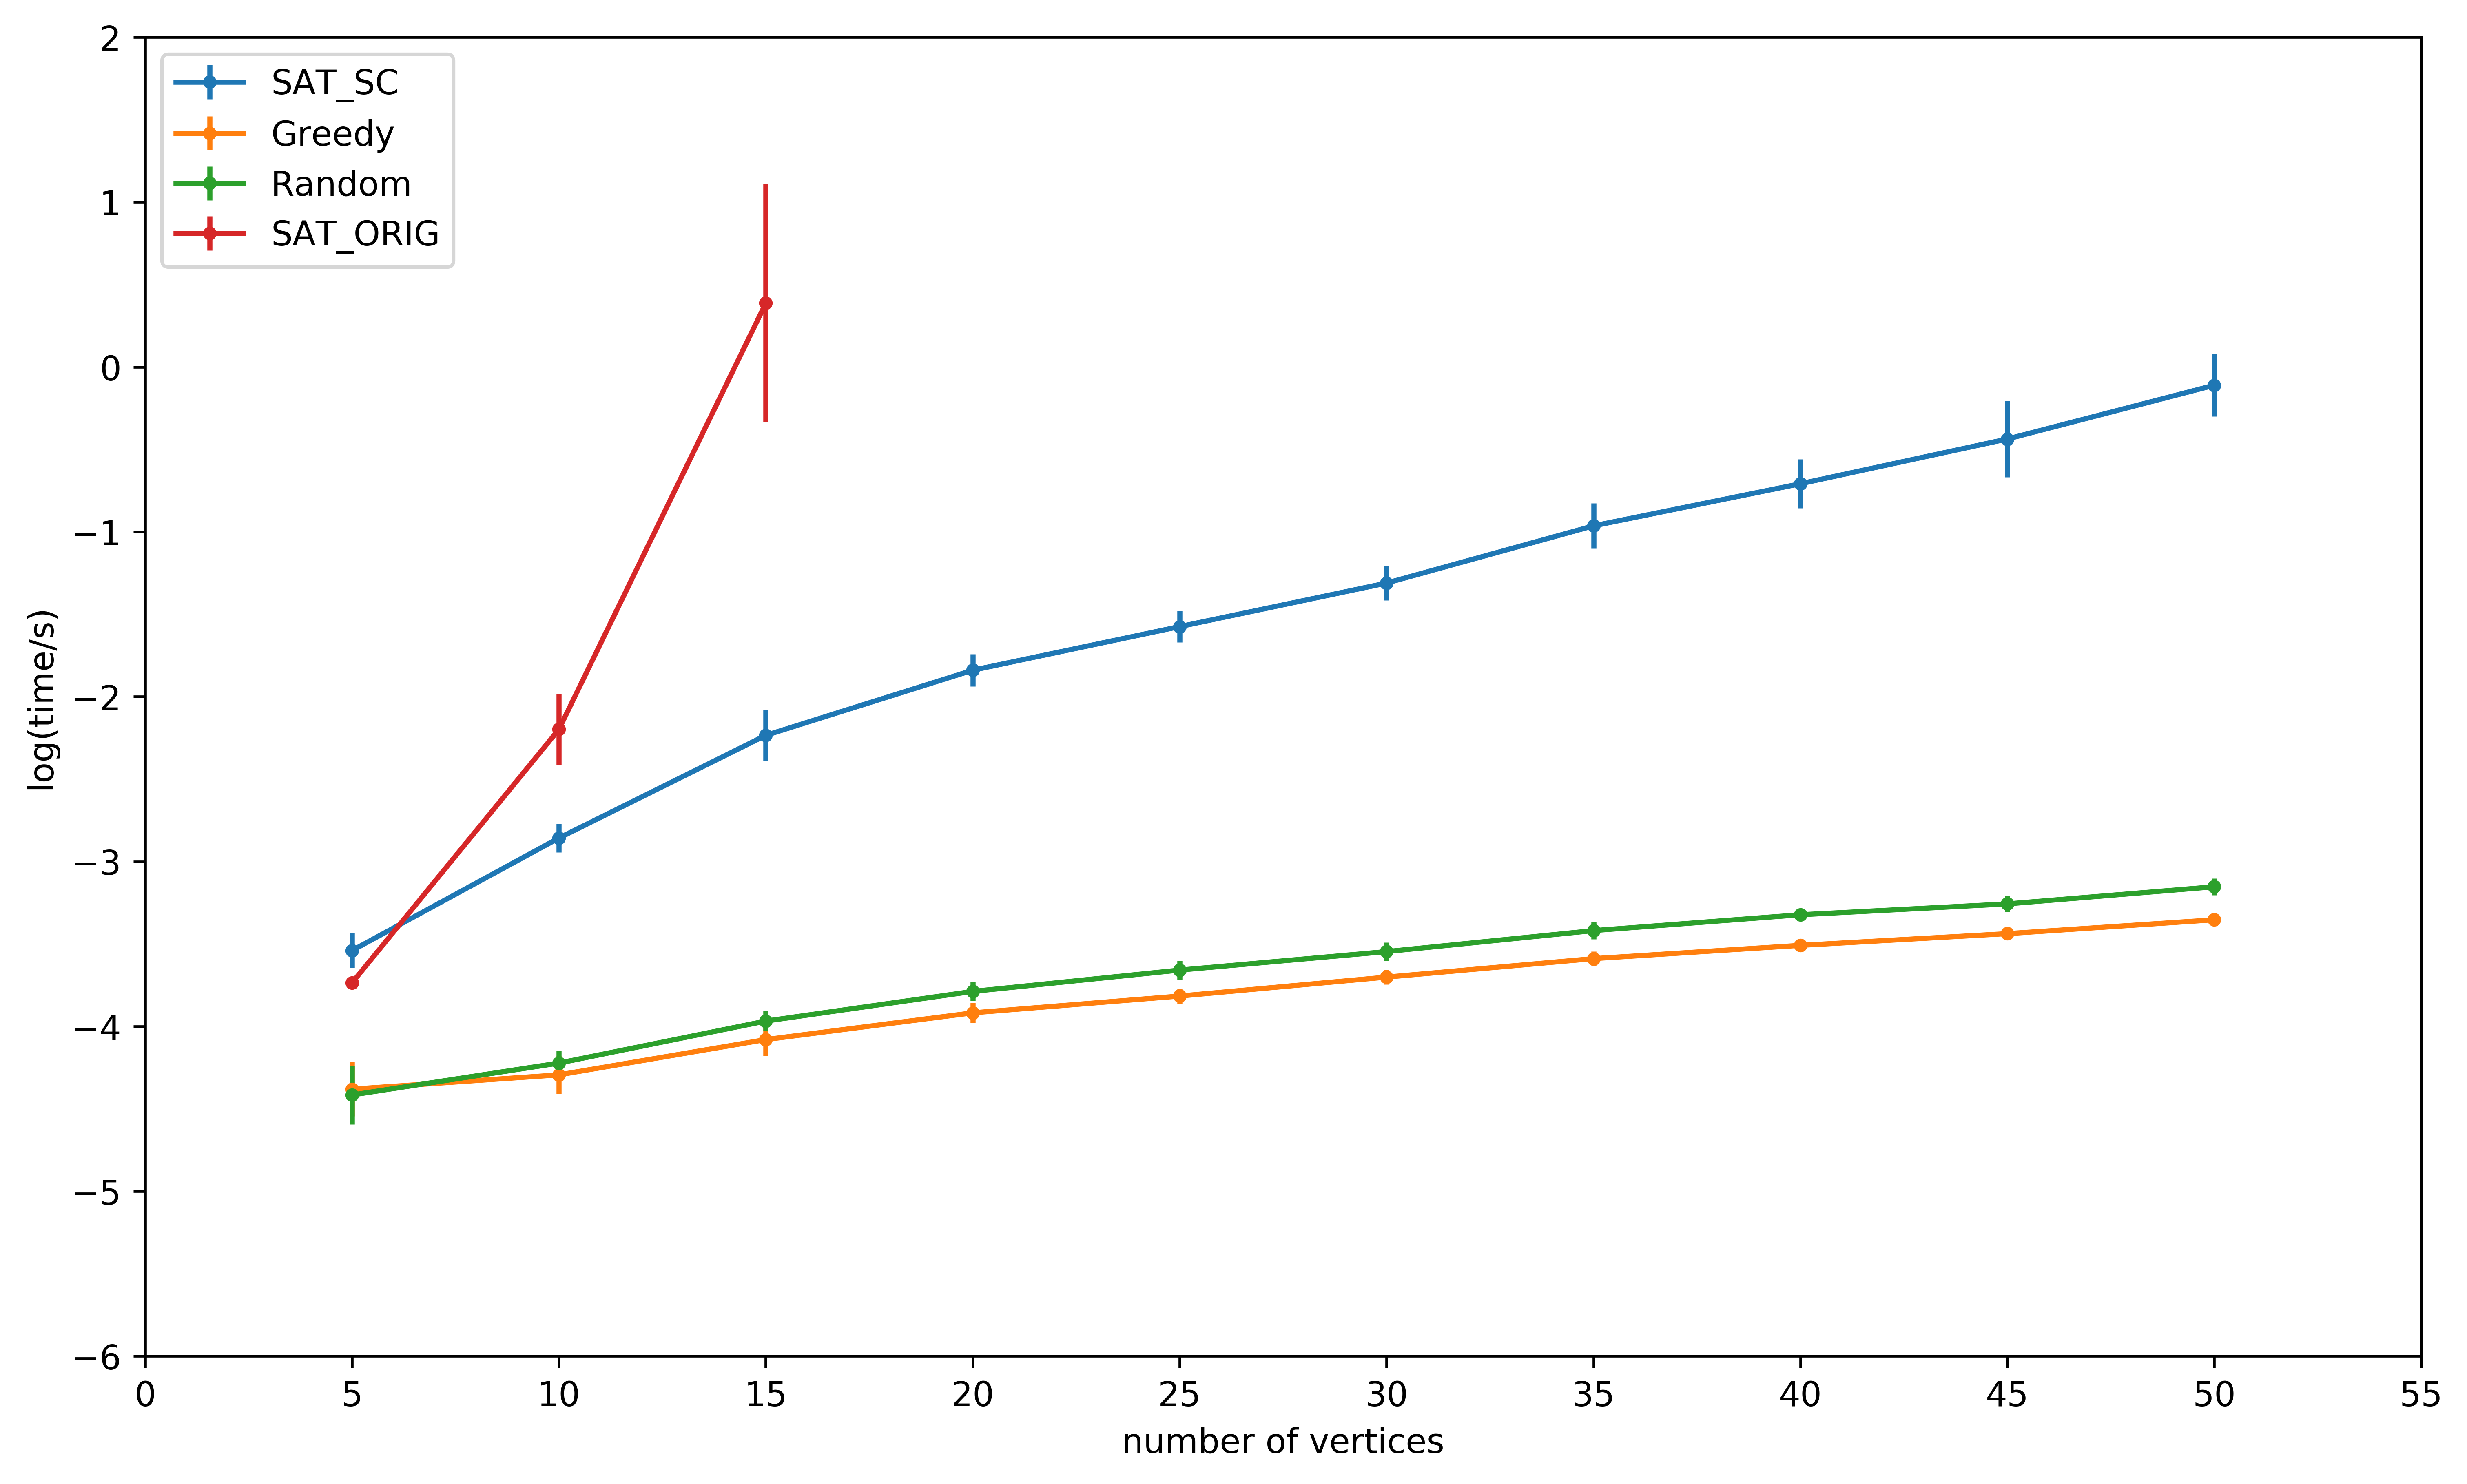 SAT_SC
Greedy
Random
SAT_ORIG
2
1
0
−1
−2
−3
−4
−5
−6
log(time/s)
0 5 10 15 20 25 30 35 40 45 50 55
number of vertices